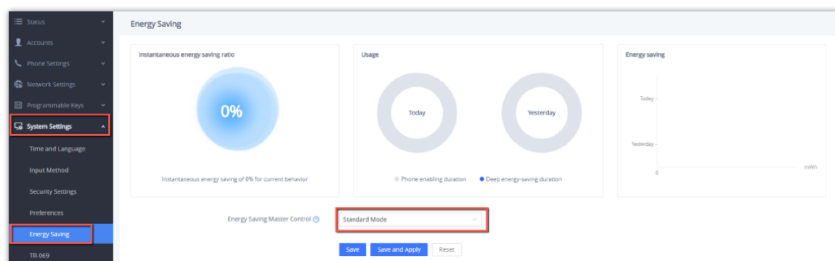 Status
Accounts
Phone Settings
Network Settings
Programmable Keys
System Settings
Time and Language
Input Method
Security Settings
Preferences
Energy Saving
TR-069
Energy Saving
Instantaneous energy saving ratio
0%
Instantaneous energy saving of 0% for current behavior
Usage
Today
Yesterday
Phone enabling duration
Deep energy-saving duration
Energy saving
Today
Yesterday
0
mWh
Energy Saving Master Control
Standard Mode
Save
Save and Apply
Reset